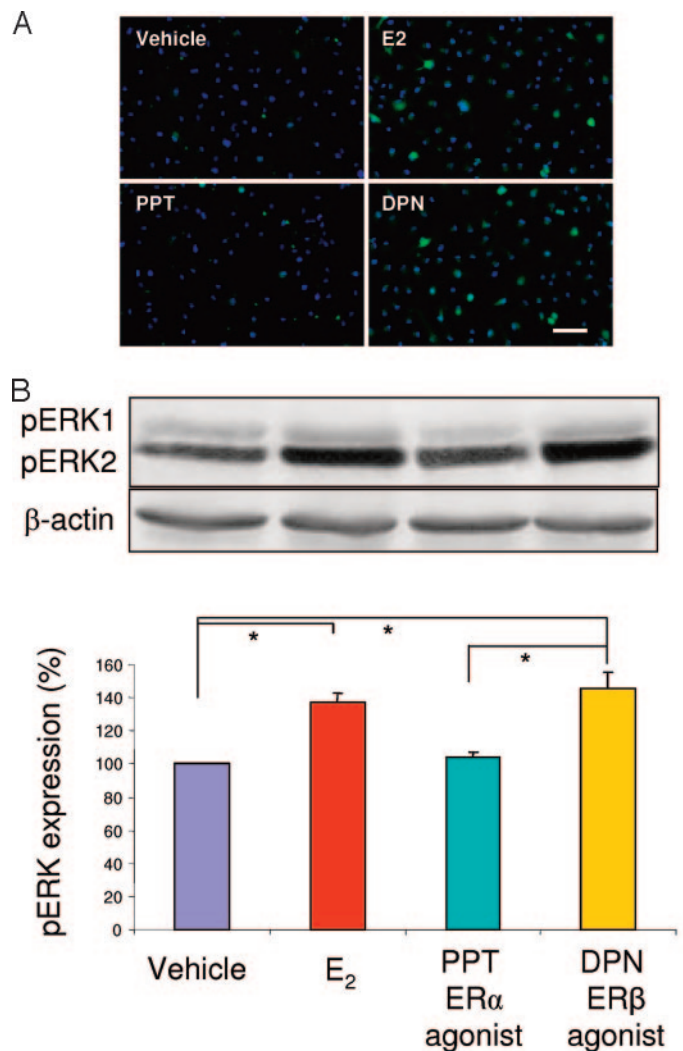 A
Vehicle
E2
PPT
DPN
B
pERK1
pERK2
β-actin
*
*
*
pERK expression (%)
160
140
120
100
80
60
40
20
0
Vehicle
E₂
PPT
ERα
agonist
DPN
ERβ
agonist